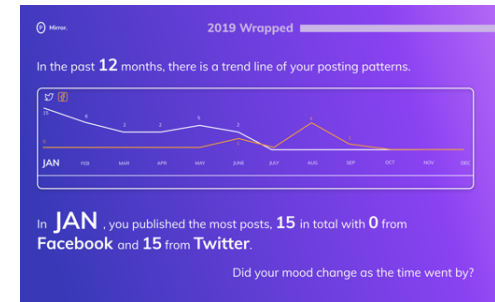 Mirror.
2019 Wrapped
In the past 12 months, there is a trend line of your posting patterns.
15
6
2
2
5
3
0
JAN FEB MAR APR MAY JUNE JULY AUG SEP OCT NOV DEC
In JAN , you published the most posts, 15 in total with 0 from
Facebook and 15 from Twitter.
Did your mood change as the time went by?